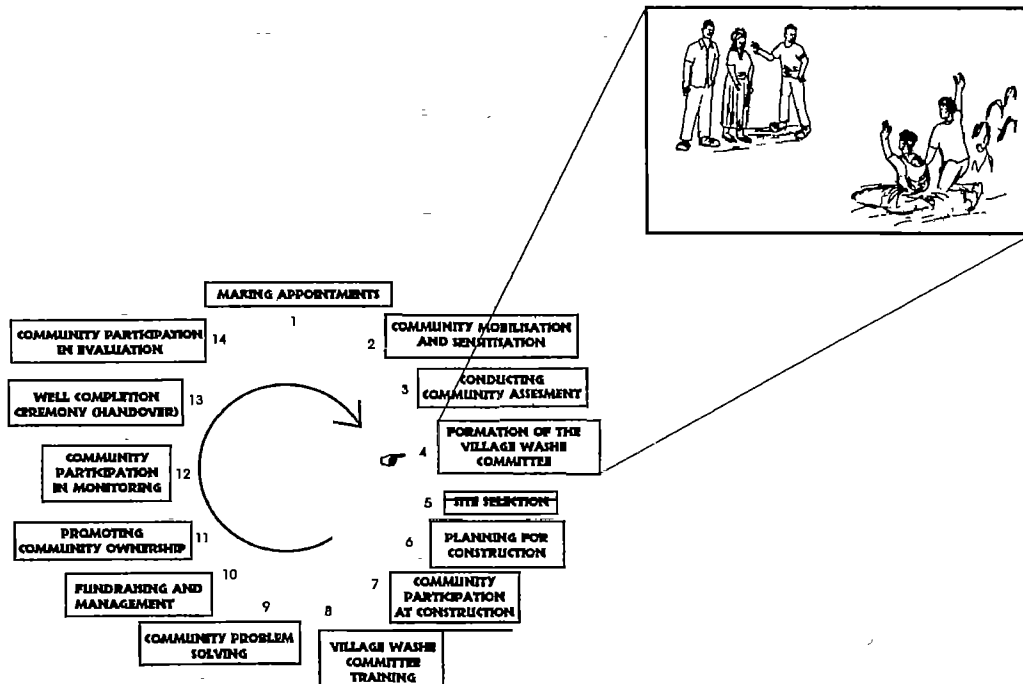 MAKING APPOINTMENTS
1
2
COMMUNITY MOBILISATION
AND SENSITISATION
3
CONDUCTING
COMMUNITY ASSESMENT
4
FORMATION OF THE
VILLAGE WASHE
COMMITTEE
5
SITE SELECTION
6
PLANNING FOR
CONSTRUCTION
7
COMMUNITY
PARTICIPATION
AT CONSTRUCTION
8
VILLAGE WASHE
COMMITTEE
TRAINING
9
COMMUNITY PROBLEM
SOLVING
10
FUNDRAISING AND
MANAGEMENT
11
PROMOTING
COMMUNITY OWNERSHIP
12
COMMUNITY
PARTICIPATION
IN MONITORING
13
WELL COMPLETION
CEREMONY (HANDOVER)
14
COMMUNITY PARTICIPATION
IN EVALUATION